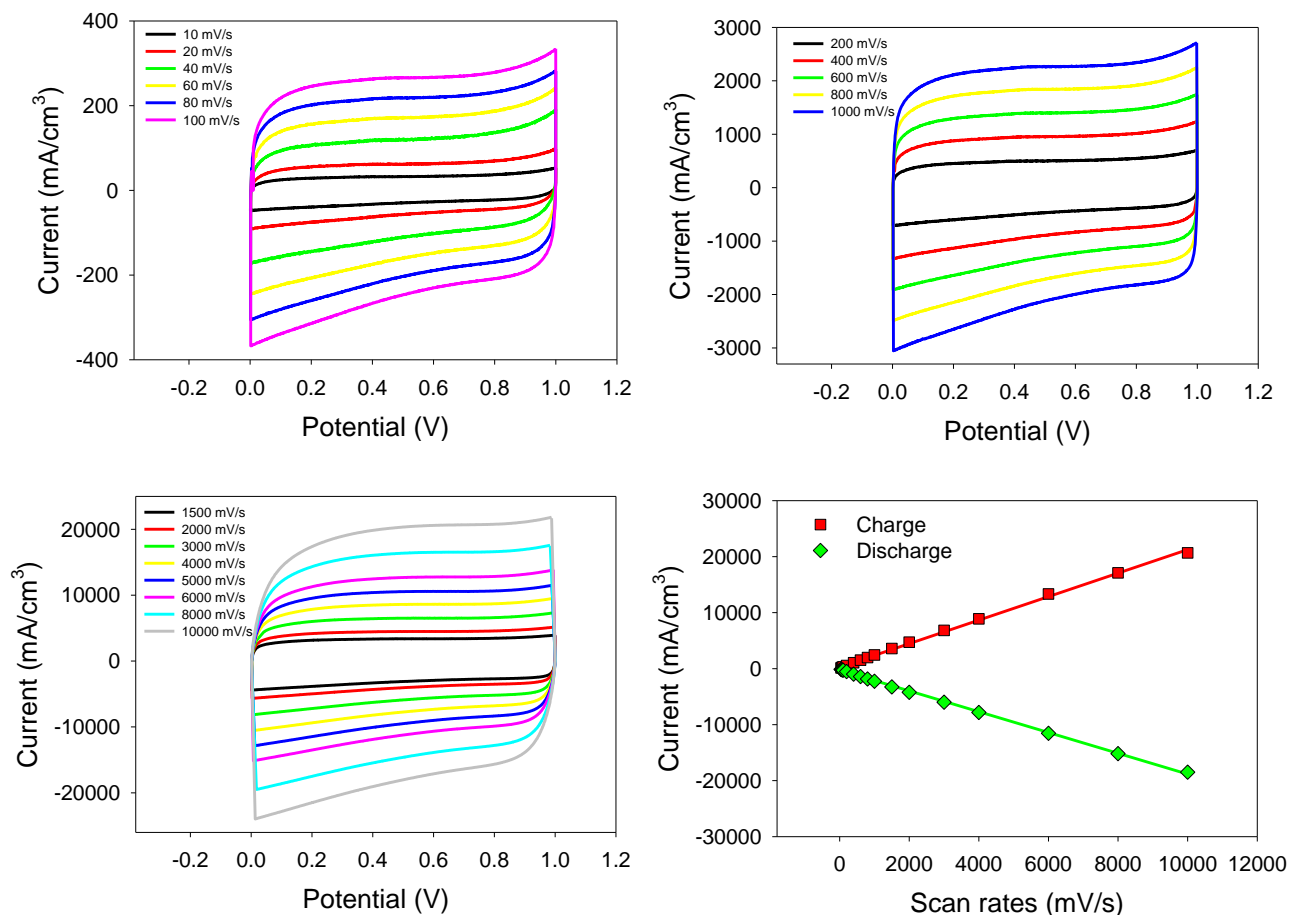 400
200
0
-200
-400
Current (mA/cm3)
10 mV/s
20 mV/s
40 mV/s
60 mV/s
80 mV/s
100 mV/s
-0.2 0.0 0.2 0.4 0.6 0.8 1.0 1.2
Potential (V)
3000
2000
1000
0
-1000
-2000
-3000
Current (mA/cm3)
200 mV/s
400 mV/s
600 mV/s
800 mV/s
1000 mV/s
-0.2 0.0 0.2 0.4 0.6 0.8 1.0 1.2
Potential (V)
20000
10000
0
-10000
-20000
Current (mA/cm3)
1500 mV/s
2000 mV/s
3000 mV/s
4000 mV/s
5000 mV/s
6000 mV/s
8000 mV/s
10000 mV/s
-0.2 0.0 0.2 0.4 0.6 0.8 1.0 1.2
Potential (V)
30000
20000
10000
0
-10000
-20000
-30000
Current (mA/cm3)
Charge
Discharge
0 2000 4000 6000 8000 10000 12000
Scan rates (mV/s)